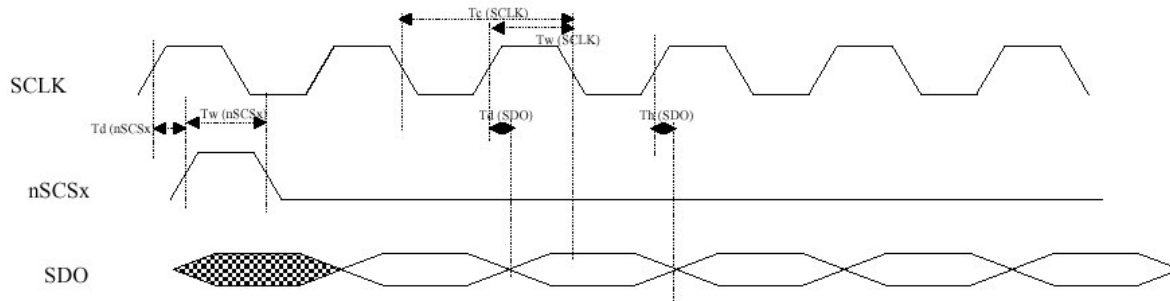 Tc (SCLK)
Tw (SCLK)
SCLK
Td (nSCSx
Tw (nSCSx)
Td (SDO)
Th (SDO)
nSCSx
SDO